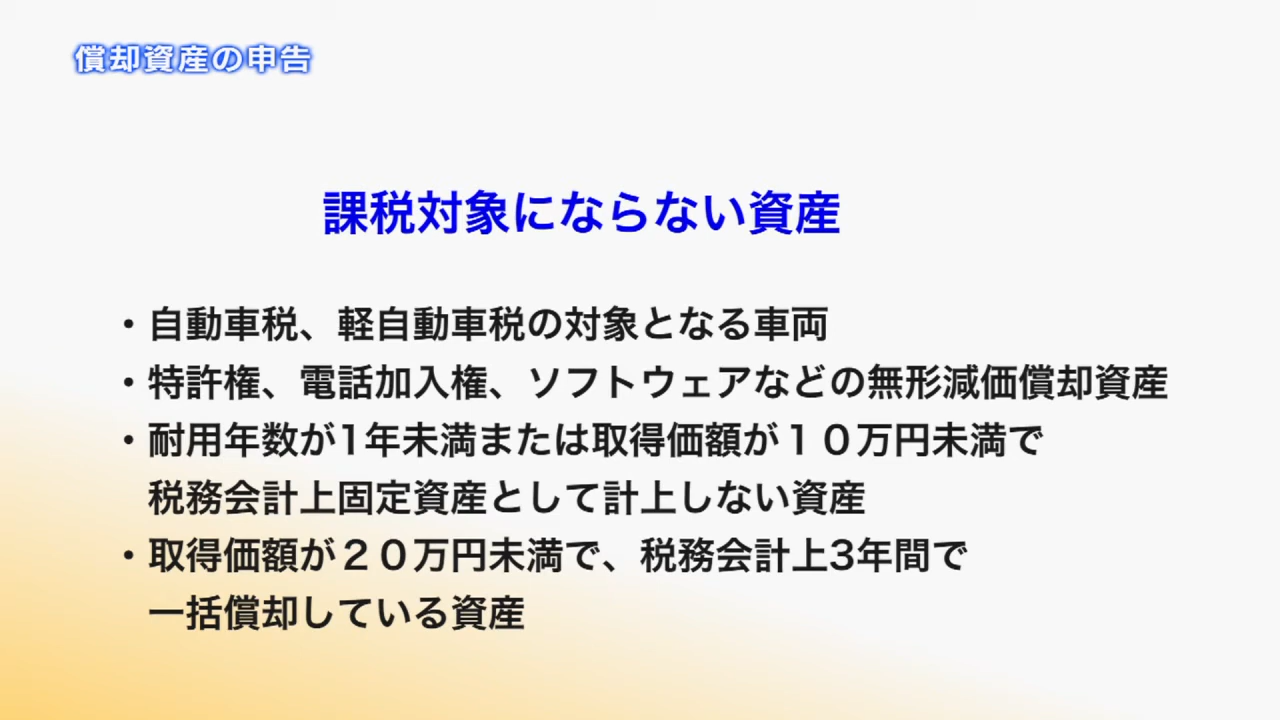 償却資産の申告
課税対象にならない資産
・自動車税、軽自動車税の対象となる車両
・特許権、電話加入権、ソフトウェアなどの無形減価償却資産
・耐用年数が1年未満または取得価額が１０万円未満で
税務会計上固定資産として計上しない資産
・取得価額が２０万円未満で、税務会計上3年間で
一括償却している資産